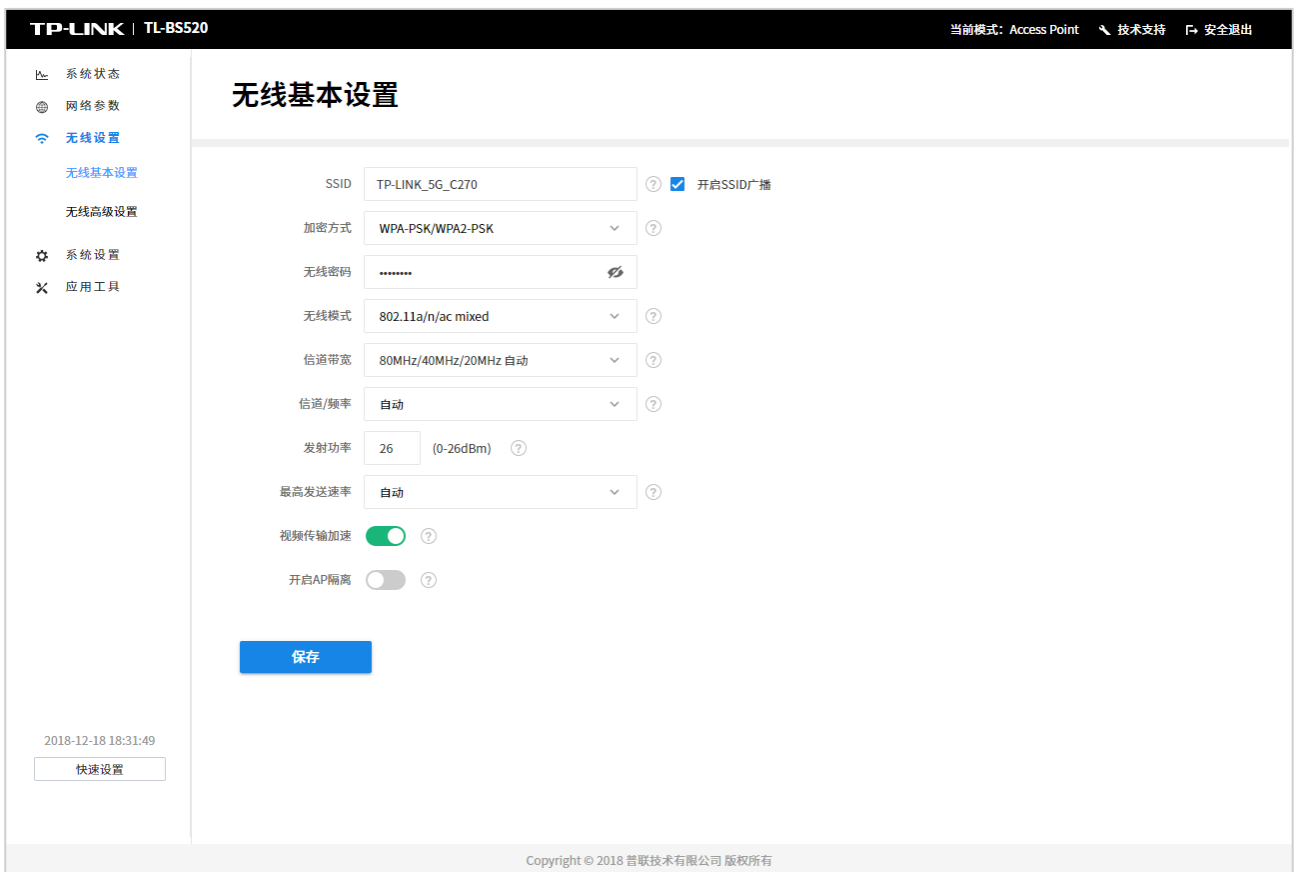 TP-LINK | TL-BS520 当前模式：Access Point 技术支持 安全退出
系统状态
网络参数
无线设置
无线基本设置
无线高级设置
系统设置
应用工具
2018-12-18 18:31:49
快速设置
无线基本设置
SSID TP-LINK_5G_C270 ? 开启SSID广播
加密方式 WPA-PSK/WPA2-PSK ?
无线密码 ••••••••
无线模式 802.11a/n/ac mixed ?
信道带宽 80MHz/40MHz/20MHz 自动 ?
信道/频率 自动 ?
发射功率 26 (0-26dBm) ?
最高发送速率 自动 ?
视频传输加速 ?
开启AP隔离 ?
保存
Copyright © 2018 普联技术有限公司 版权所有